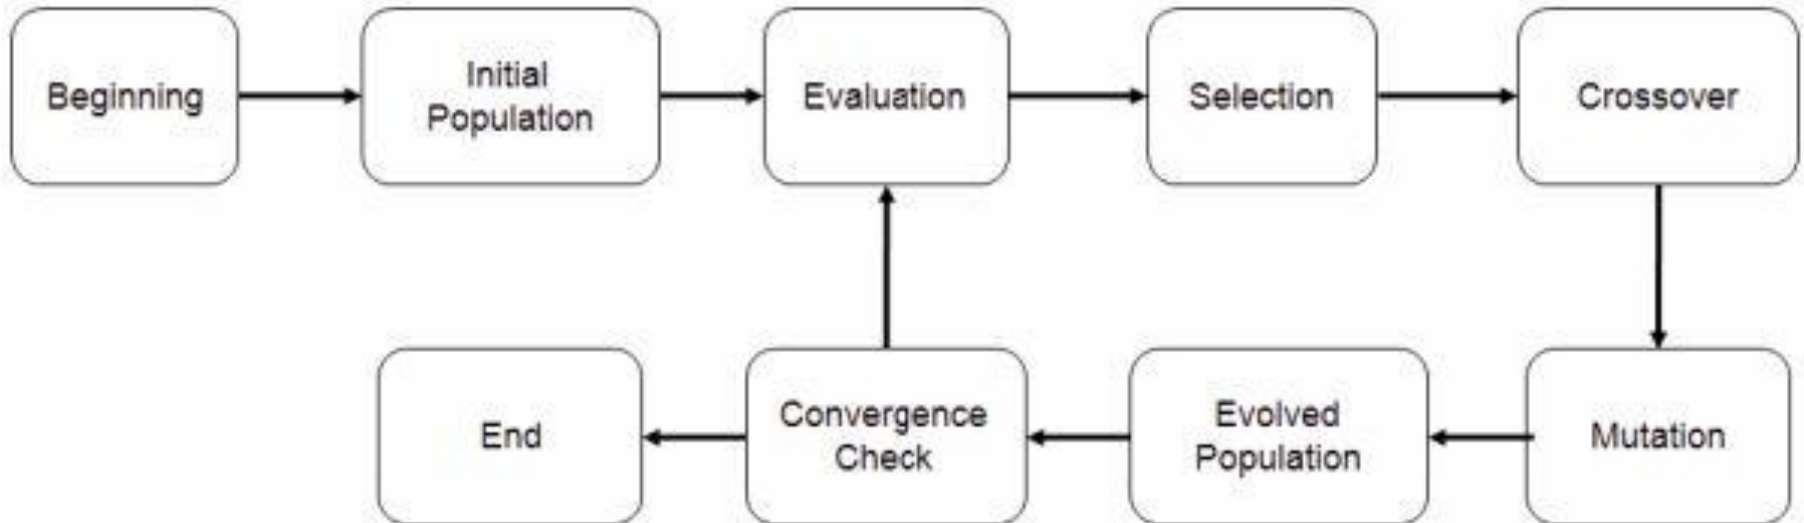 Beginning
Initial
Population
Evaluation
Selection
Crossover
End
Convergence
Check
Evolved
Population
Mutation